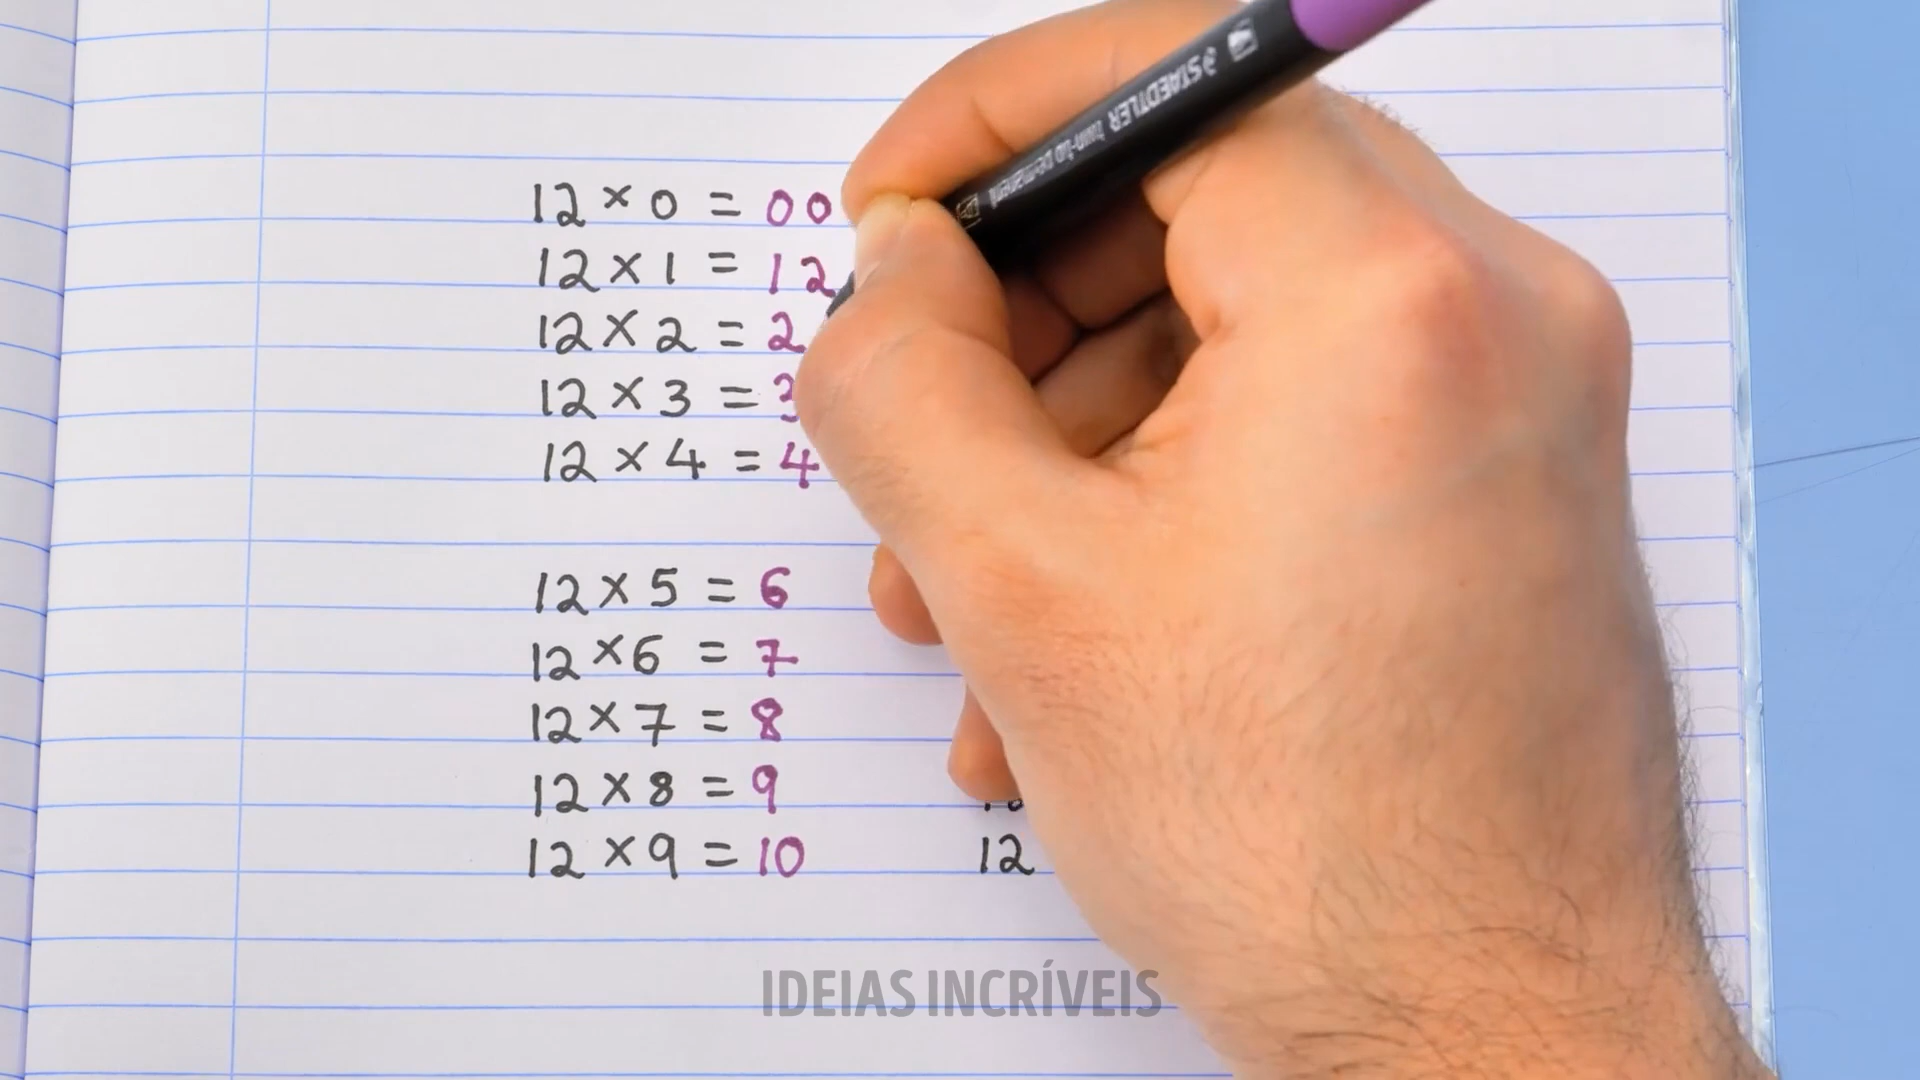 STAEDTLER
12 × 0 = 00
12 × 1 = 12
12 × 2 = 2
12 × 3 = 3
12 × 4 = 4
12 × 5 = 6
12 × 6 = 7
12 × 7 = 8
12 × 8 = 9
12 × 9 = 10 12
IDEIAS INCRÍVEIS